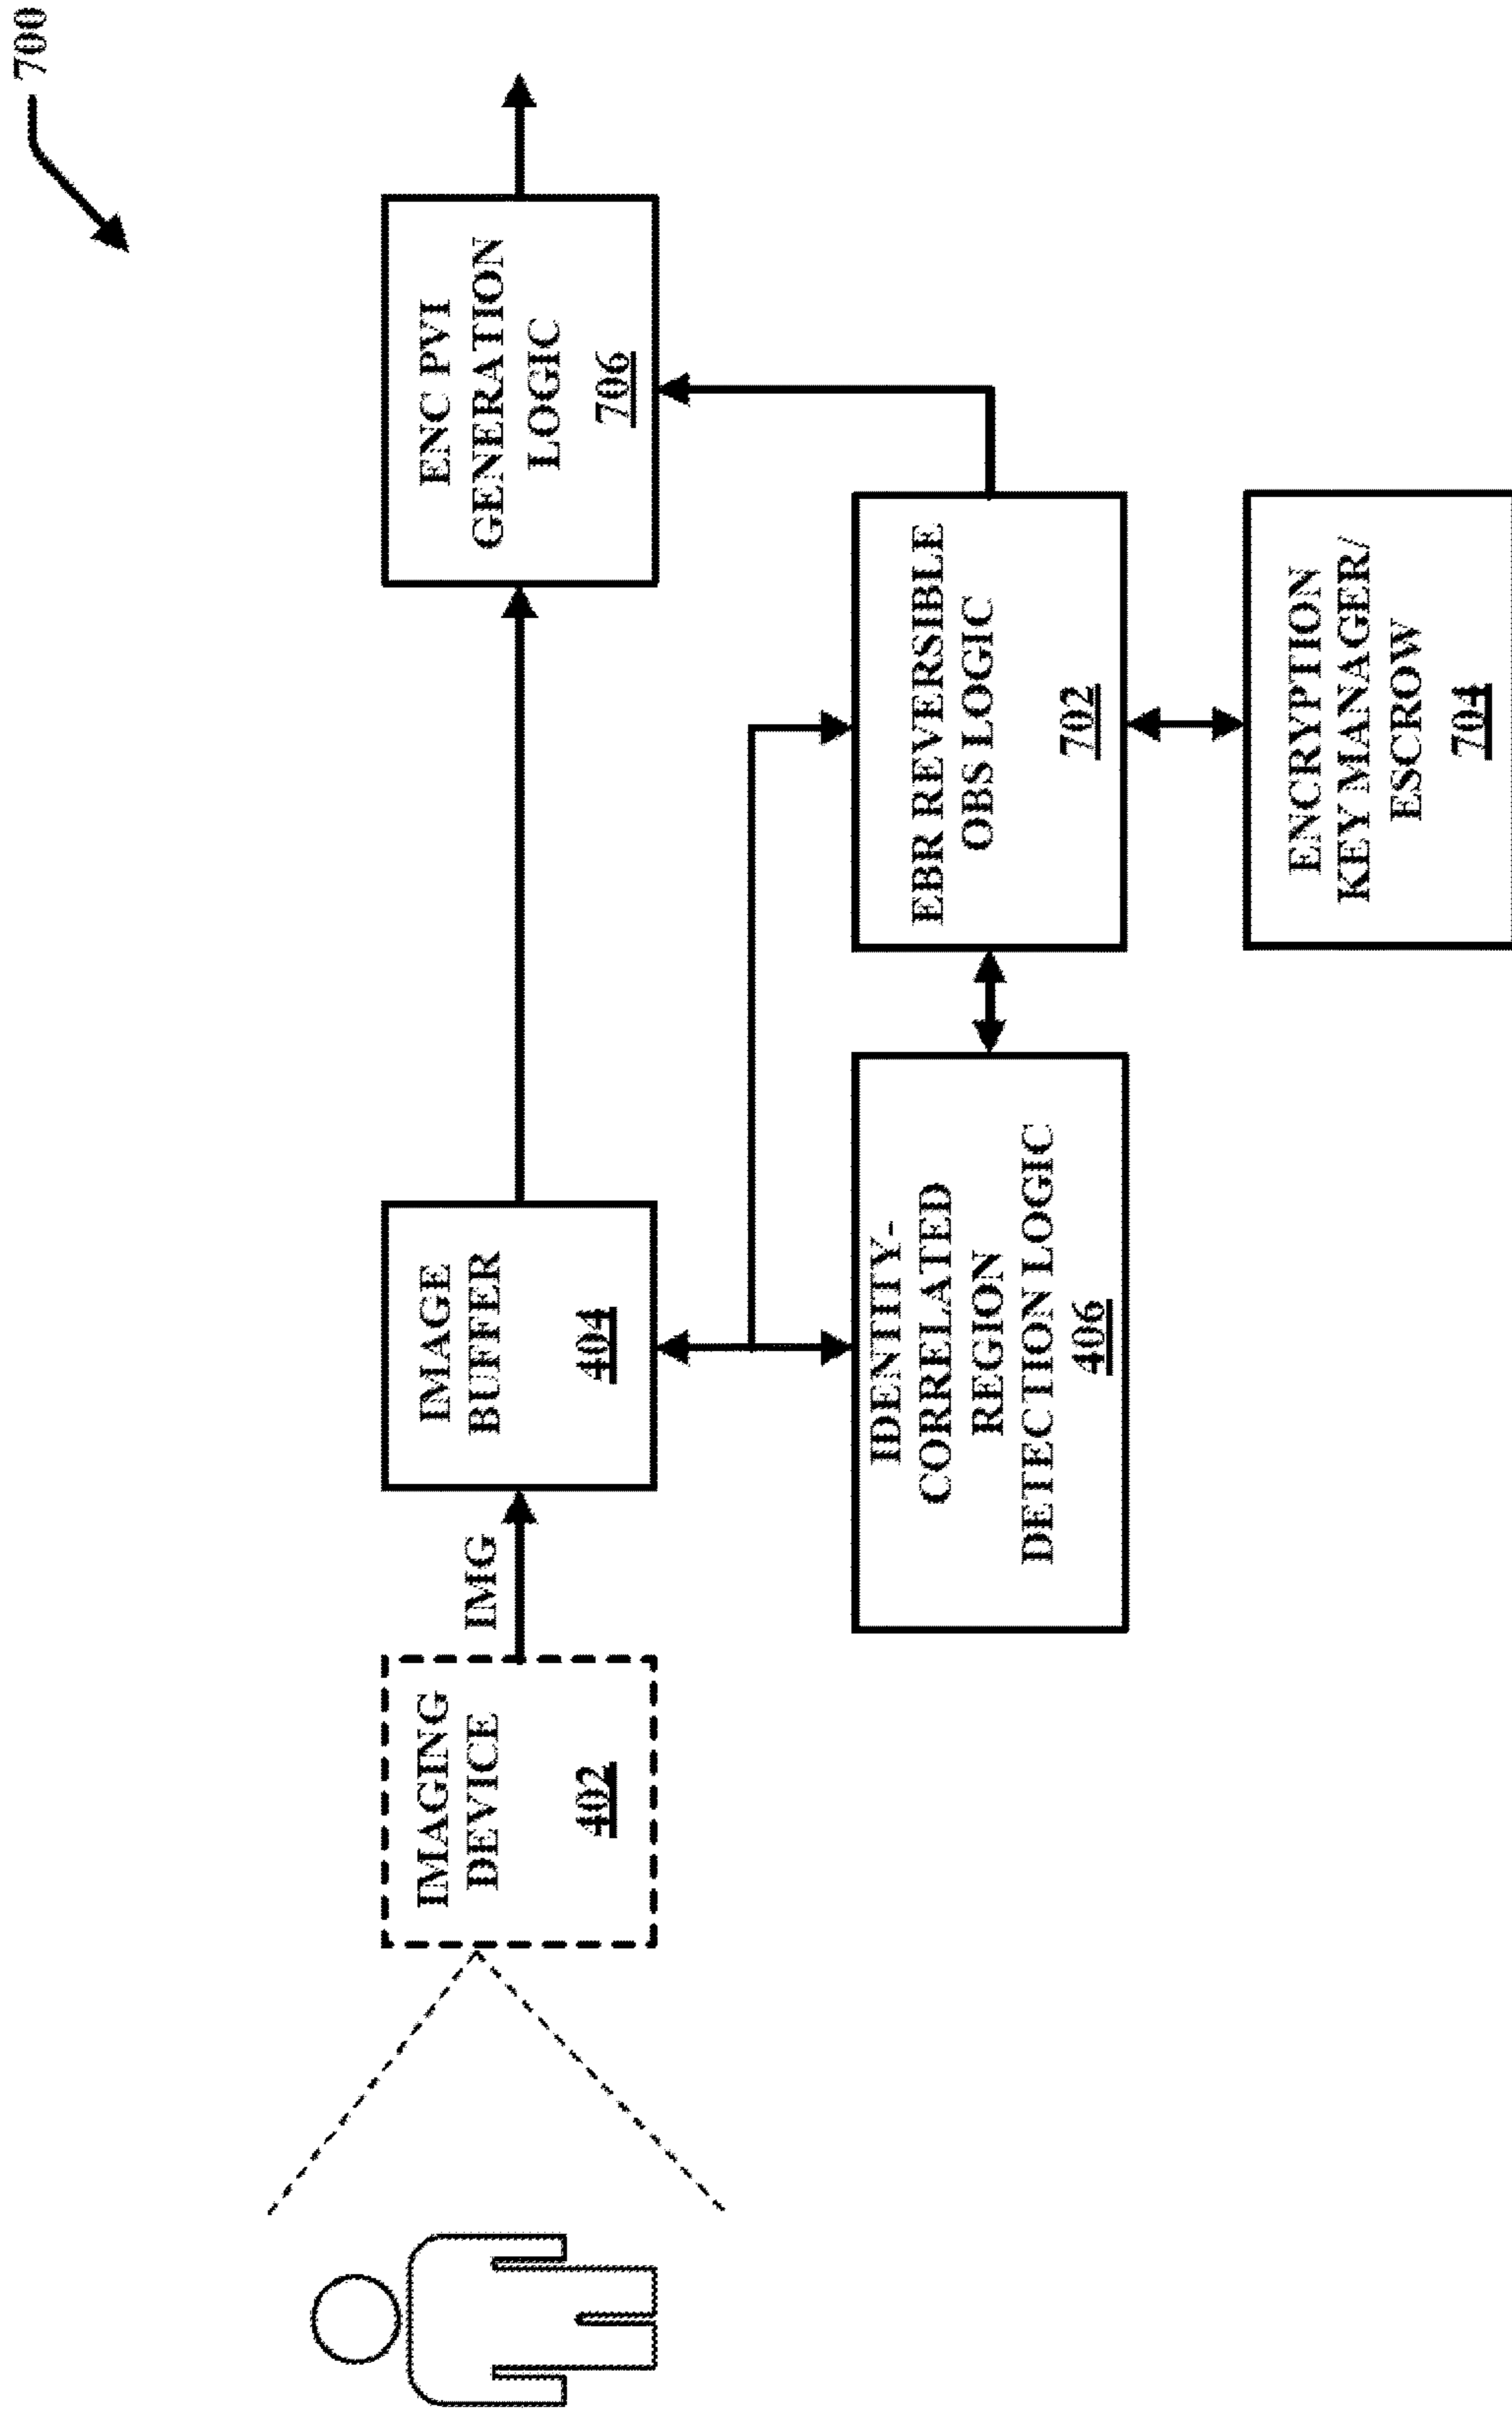 700
IMAGING
DEVICE
402
IMG
IMAGE
BUFFER
404
ENC PVI
GENERATION
LOGIC
706
IDENTITY-
CORRELATED
REGION
DETECTION LOGIC
406
EBR REVERSIBLE
OBS LOGIC
702
ENCRYPTION
KEY MANAGER/
ESCROW
704